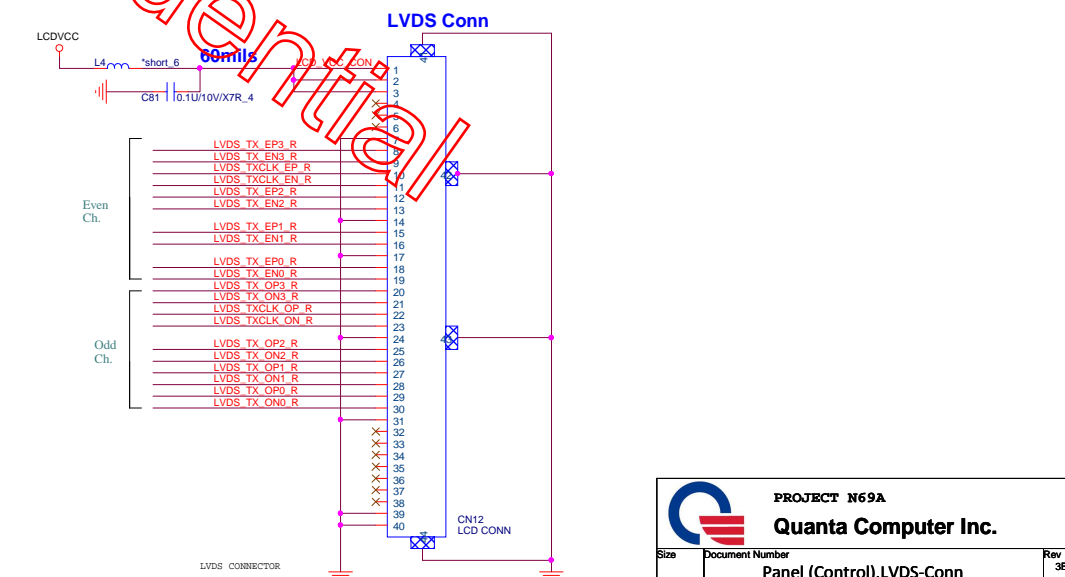 LVDS Conn
LCDVCC
L4
*short_6
60mils
LCD_VCC_CON
C81
0.1U/10V/X7R_4
ential
1
2
3
4
5
6
7
8
9
10
11
12
13
14
15
16
17
18
19
20
21
22
23
24
25
26
27
28
29
30
31
32
33
34
35
36
37
38
39
40
LVDS_TX_EP3_R
LVDS_TX_EN3_R
LVDS_TXCLK_EP_R
LVDS_TXCLK_EN_R
LVDS_TX_EP2_R
LVDS_TX_EN2_R
LVDS_TX_EP1_R
LVDS_TX_EN1_R
LVDS_TX_EP0_R
LVDS_TX_EN0_R
LVDS_TX_OP3_R
LVDS_TX_ON3_R
LVDS_TXCLK_OP_R
LVDS_TXCLK_ON_R
LVDS_TX_OP2_R
LVDS_TX_ON2_R
LVDS_TX_OP1_R
LVDS_TX_ON1_R
LVDS_TX_OP0_R
LVDS_TX_ON0_R
Even
Ch.
Odd
Ch.
CN12
LCD CONN
LVDS CONNECTOR
PROJECT N69A
Quanta Computer Inc.
Size
Document Number
Rev
Panel (Control),LVDS-Conn